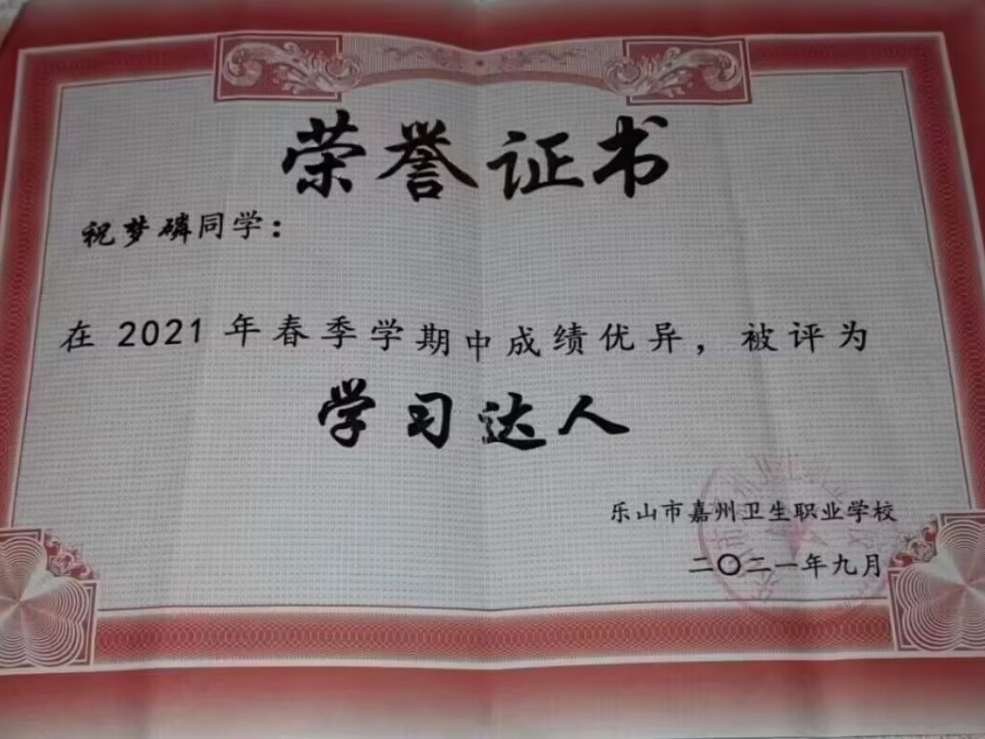 荣誉证书
祝梦磷同学：
在 2021 年春季学期中成绩优异，被评为
学习达人
乐山市嘉州卫生职业学校
二〇二一年九月